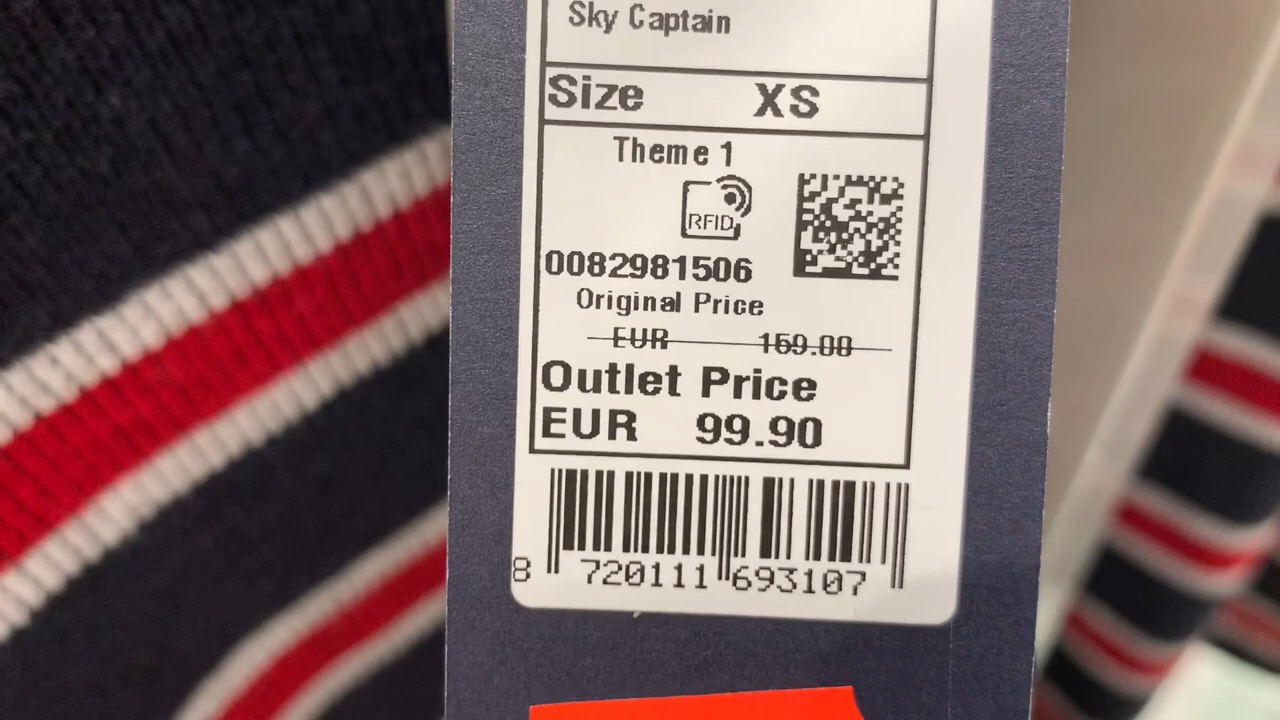 Sky Captain
Size XS
Theme 1
RFID
0082981506
Original Price
EUR 159.00
Outlet Price
EUR 99.90
8 720111 693107